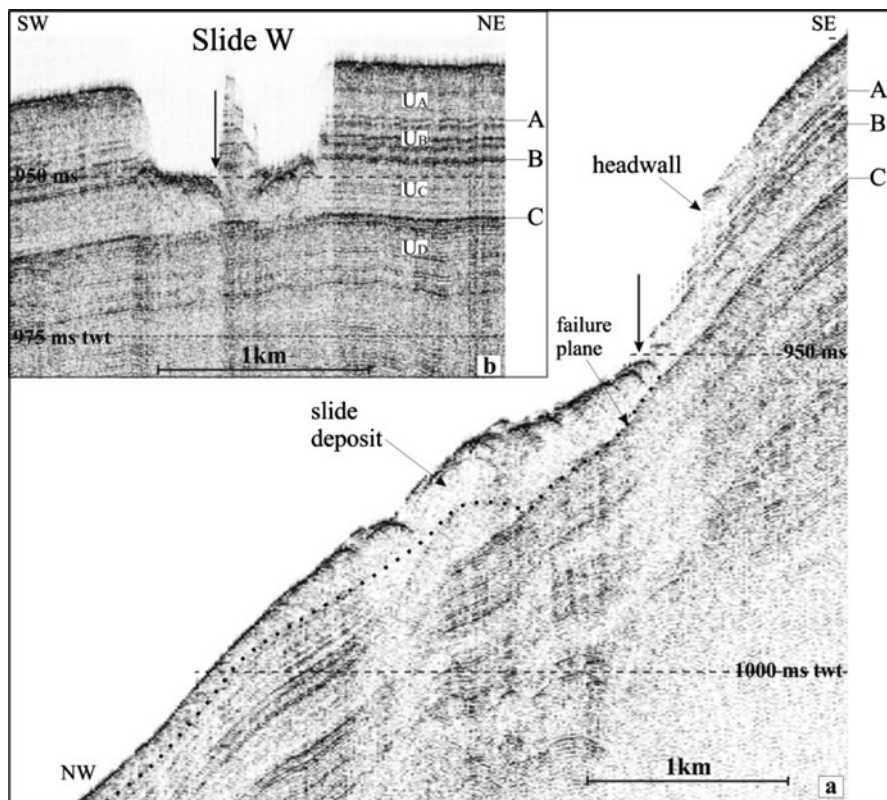 SW
Slide W
NE
UA
A
UB
B
950 ms
UC
C
UD
975 ms twt
1km
b
SE
A
B
C
headwall
failure
plane
950 ms
slide
deposit
1000 ms twt
NW
1km
a